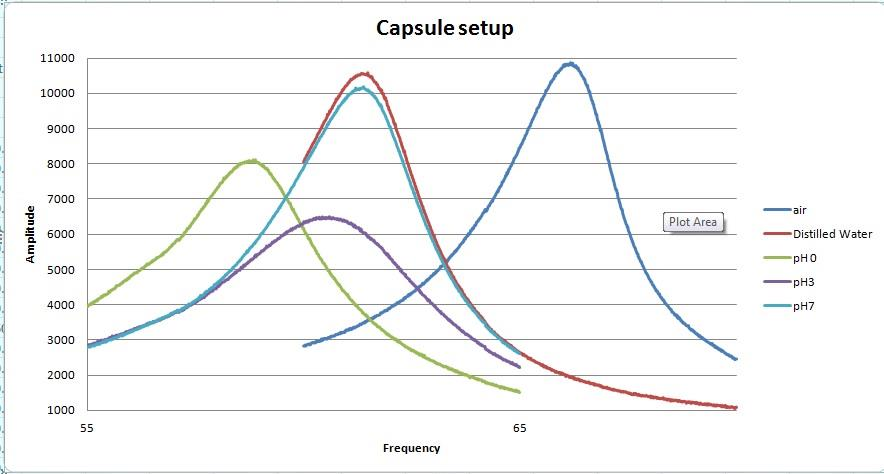 Capsule setup
11000
10000
9000
8000
7000
6000
5000
4000
3000
2000
1000
Amplitude
55
65
Frequency
Plot Area
air
Distilled Water
pH 0
pH3
pH7